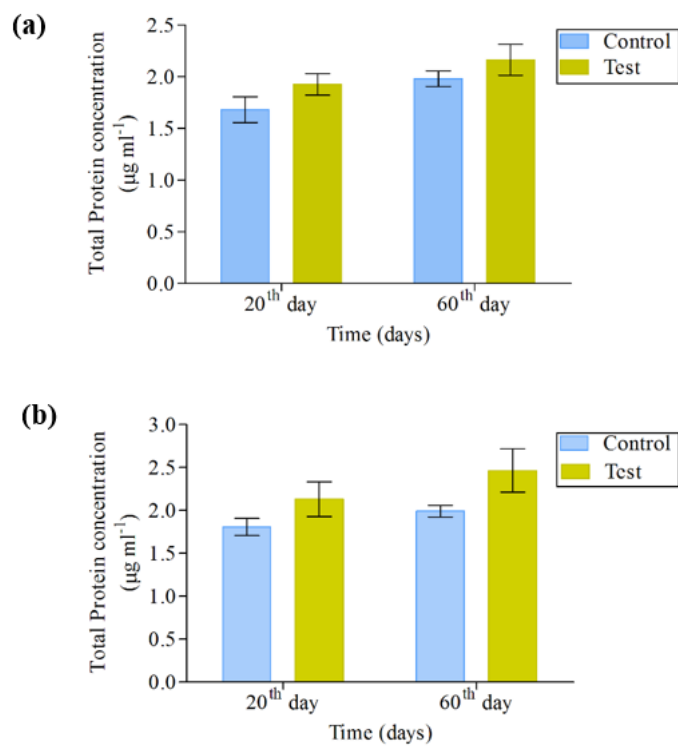 (a)
2.5
2.0
1.5
1.0
0.5
0.0
Total Protein concentration
(µg ml⁻¹)
20th day
60th day
Time (days)
Control
Test
(b)
3.0
2.5
2.0
1.5
1.0
0.5
0.0
Total Protein concentration
(µg ml⁻¹)
20th day
60th day
Time (days)
Control
Test